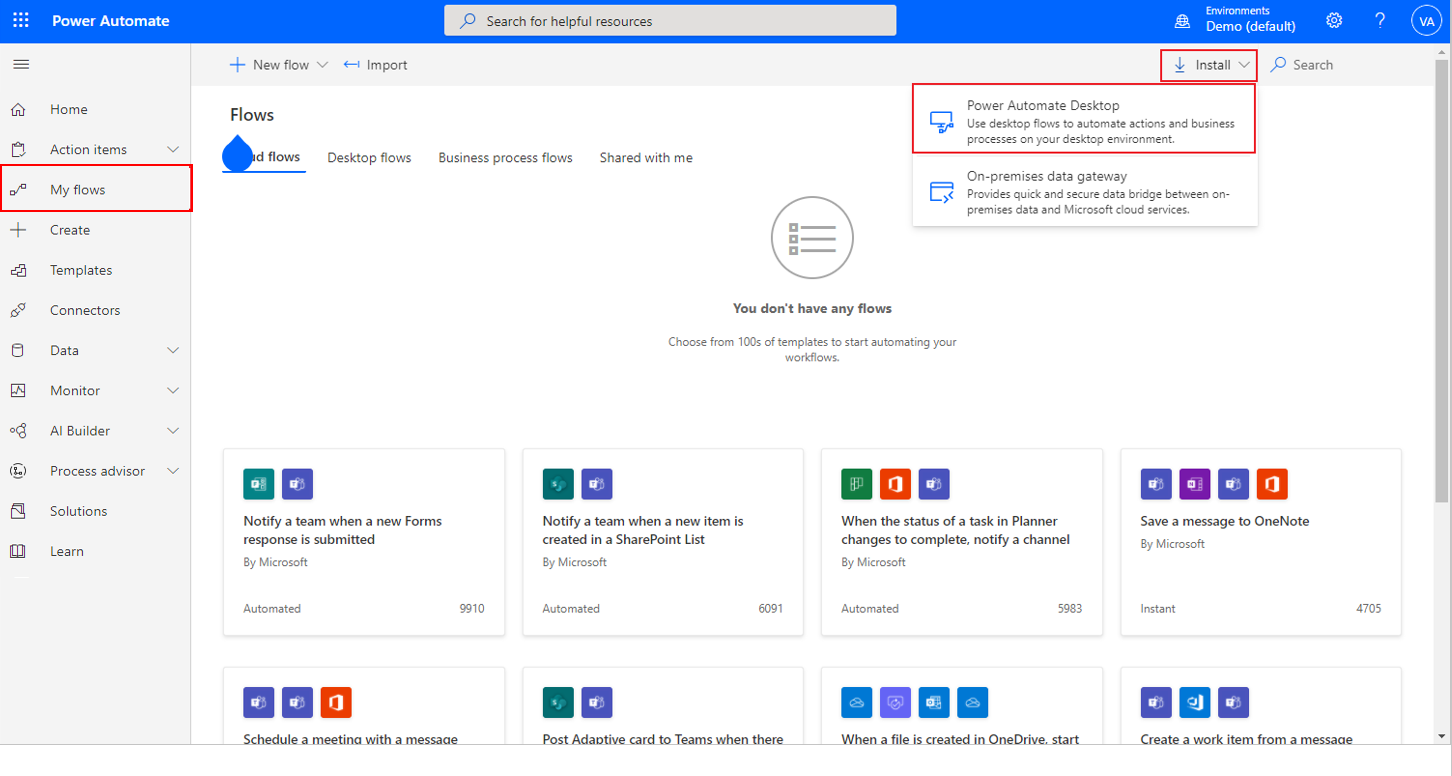 Power Automate
Search for helpful resources
Environments
Demo (default)
?
VA
New flow
Import
Install
Search
Home
Action items
My flows
Create
Templates
Connectors
Data
Monitor
AI Builder
Process advisor
Solutions
Learn
Flows
ud flows
Desktop flows
Business process flows
Shared with me
Power Automate Desktop
Use desktop flows to automate actions and business
processes on your desktop environment.
On-premises data gateway
Provides quick and secure data bridge between on-
premises data and Microsoft cloud services.
You don't have any flows
Choose from 100s of templates to start automating your
workflows.
Notify a team when a new Forms
response is submitted
By Microsoft
Automated
9910
Notify a team when a new item is
created in a SharePoint List
By Microsoft
Automated
6091
When the status of a task in Planner
changes to complete, notify a channel
By Microsoft
Automated
5983
Save a message to OneNote
By Microsoft
Instant
4705
Schedule a meeting with a message
Post Adaptive card to Teams when there
When a file is created in OneDrive, start
Create a work item from a message